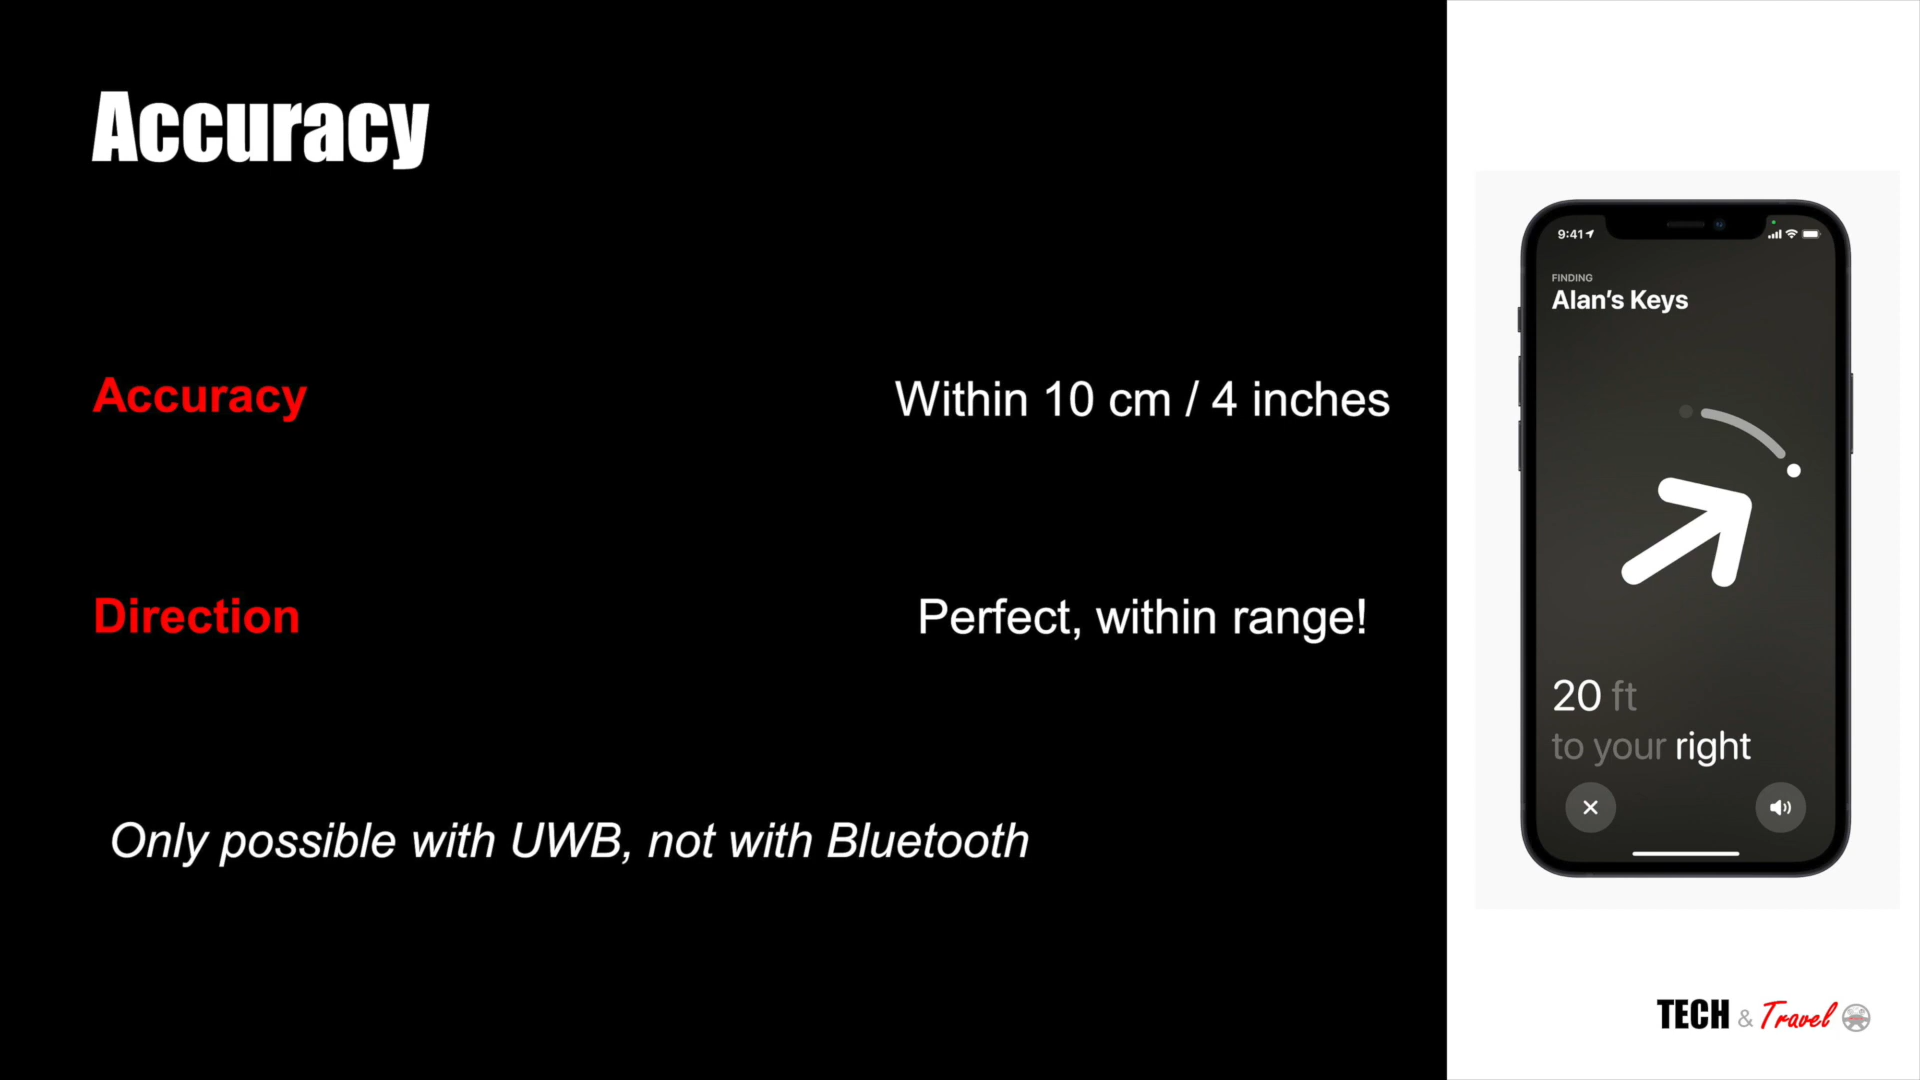 Accuracy
Accuracy
Within 10 cm / 4 inches
Direction
Perfect, within range!
Only possible with UWB, not with Bluetooth
9:41
FINDING
Alan's Keys
20 ft
to your right
TECH & Travel